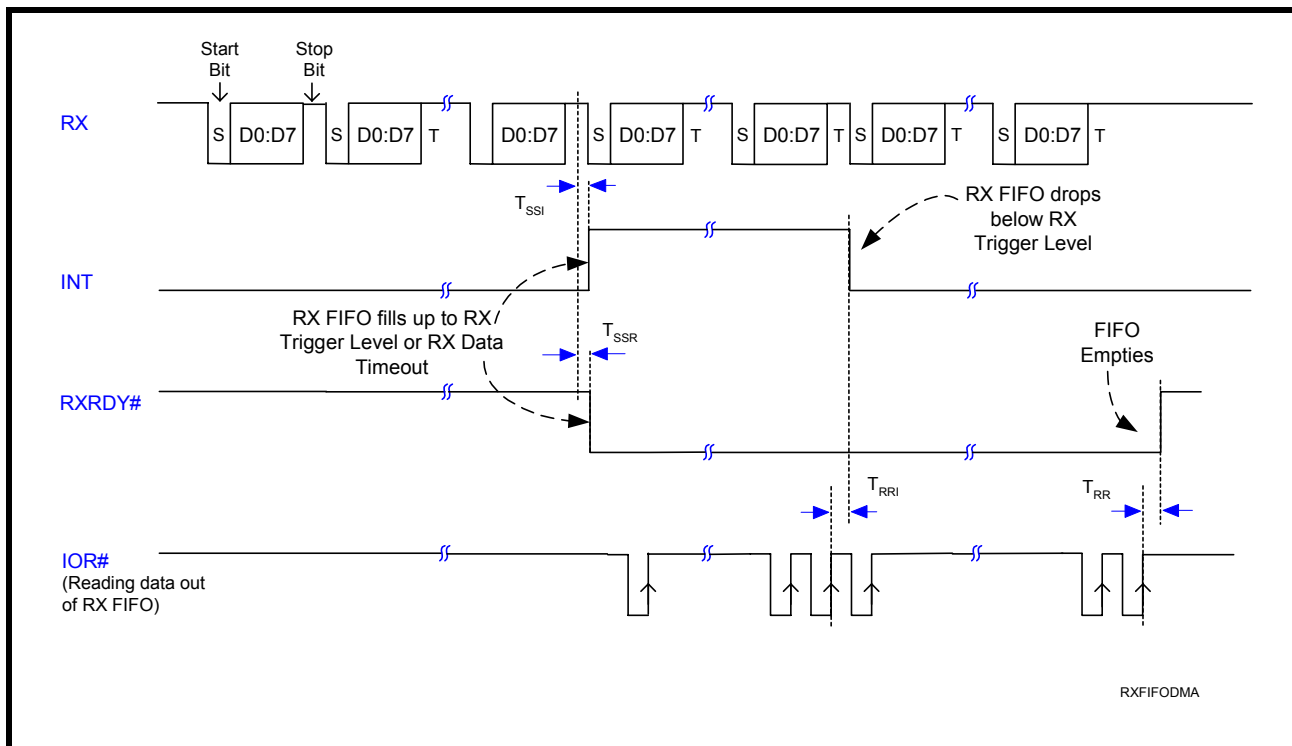 Start
Bit
Stop
Bit
RX
S
D0:D7
S
D0:D7
T
D0:D7
S
D0:D7
T
S
D0:D7
T
S
D0:D7
T
S
D0:D7
T
TSSI
RX FIFO drops
below RX
Trigger Level
INT
RX FIFO fills up to RX
Trigger Level or RX Data
Timeout
TSSR
FIFO
Empties
RXRDY#
TRRI
TRR
IOR#
(Reading data out
of RX FIFO)
RXFIFODMA